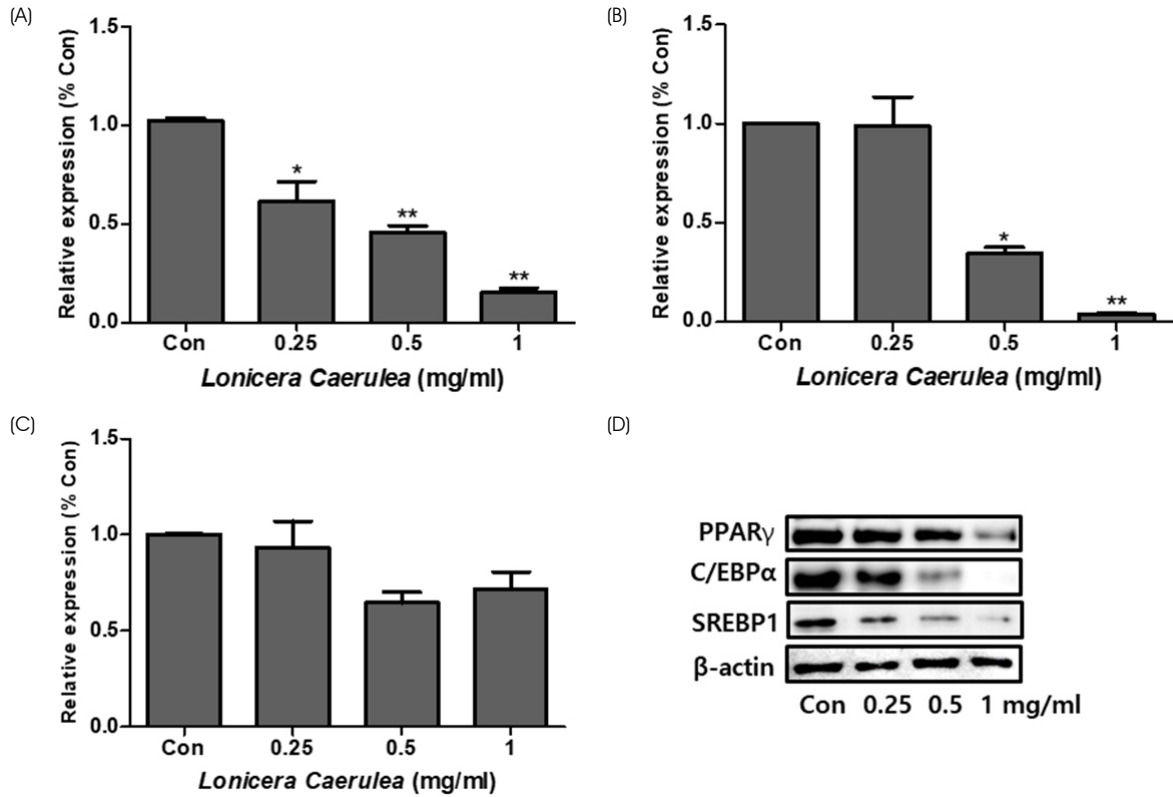 (A)
Relative expression (% Con)
1.5
1.0
0.5
0.0
*
**
**
Con 0.25 0.5 1
Lonicera Caerulea (mg/ml)
(B)
Relative expression (% Con)
1.5
1.0
0.5
0.0
*
**
Con 0.25 0.5 1
Lonicera Caerulea (mg/ml)
(C)
Relative expression (% Con)
1.5
1.0
0.5
0.0
Con 0.25 0.5 1
Lonicera Caerulea (mg/ml)
(D)
PPARγ
C/EBPα
SREBP1
β-actin
Con 0.25 0.5 1 mg/ml